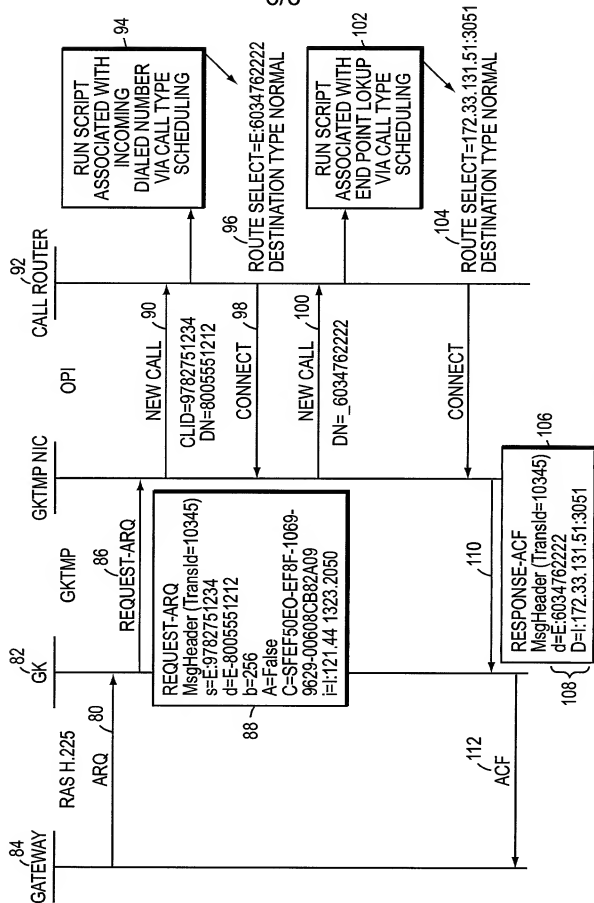 84
GATEWAY
RAS H.225
82
GK
GKTMP
GKTMP NIC
OPI
92
CALL ROUTER
80
ARQ
86
REQUEST-ARQ
88
REQUEST-ARQ
MsgHeader (TransId=10345)
s=E:9782751234
d=E-8005551212
b=256
A=False
C=SFEF50EO-EF8F-1069-
9629-00608CB82A09
i=I:121.44 1323.2050
NEW CALL
90
CLID=9782751234
DN=8005551212
94
RUN SCRIPT
ASSOCIATED WITH
INCOMING
DIALED NUMBER
VIA CALL TYPE
SCHEDULING
96
ROUTE SELECT=E:6034762222
DESTINATION TYPE NORMAL
CONNECT
98
NEW CALL
100
DN=_6034762222
102
RUN SCRIPT
ASSOCIATED WITH
END POINT LOKUP
VIA CALL TYPE
SCHEDULING
104
ROUTE SELECT=172.33.131.51:3051
DESTINATION TYPE NORMAL
CONNECT
110
106
RESPONSE-ACF
MsgHeader (TransId=10345)
d=E:6034762222
D=I:172.33.131.51:3051
108
112
ACF